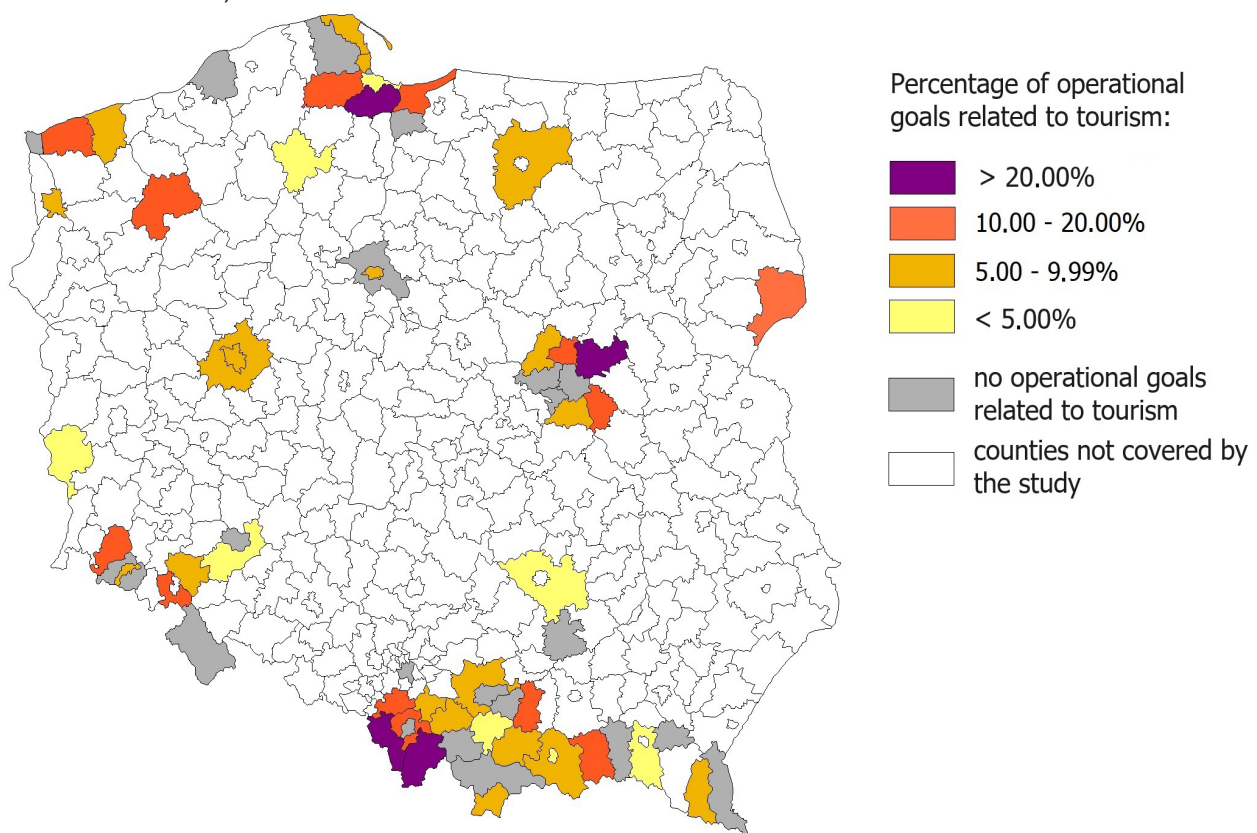 Percentage of operational
goals related to tourism:
> 20.00%
10.00 - 20.00%
5.00 - 9.99%
< 5.00%
no operational goals
related to tourism
counties not covered by
the study